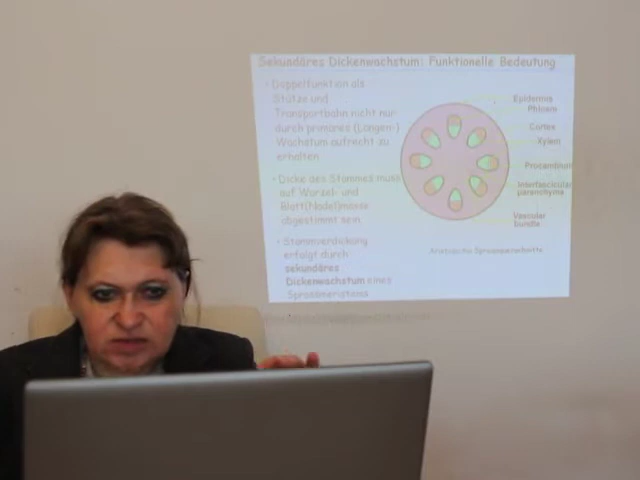 Sekundäres Dickenwachstum: Funktionelle Bedeutung
• Doppelfunktion als
Stütze und
Transportbahn nicht nur
durch primäres (Längen-)
Wachstum aufrecht zu
erhalten
• Dicke des Stammes muss
auf Wurzel- und
Blatt(Nadel)masse
abgestimmt sein
• Stammverdickung
erfolgt durch
sekundäres
Dickenwachstum eines
Sprossmeristems
Epidermis
Phloem
Cortex
Xylem
Procambium
Interfascicular
parenchyma
Vascular
bundle